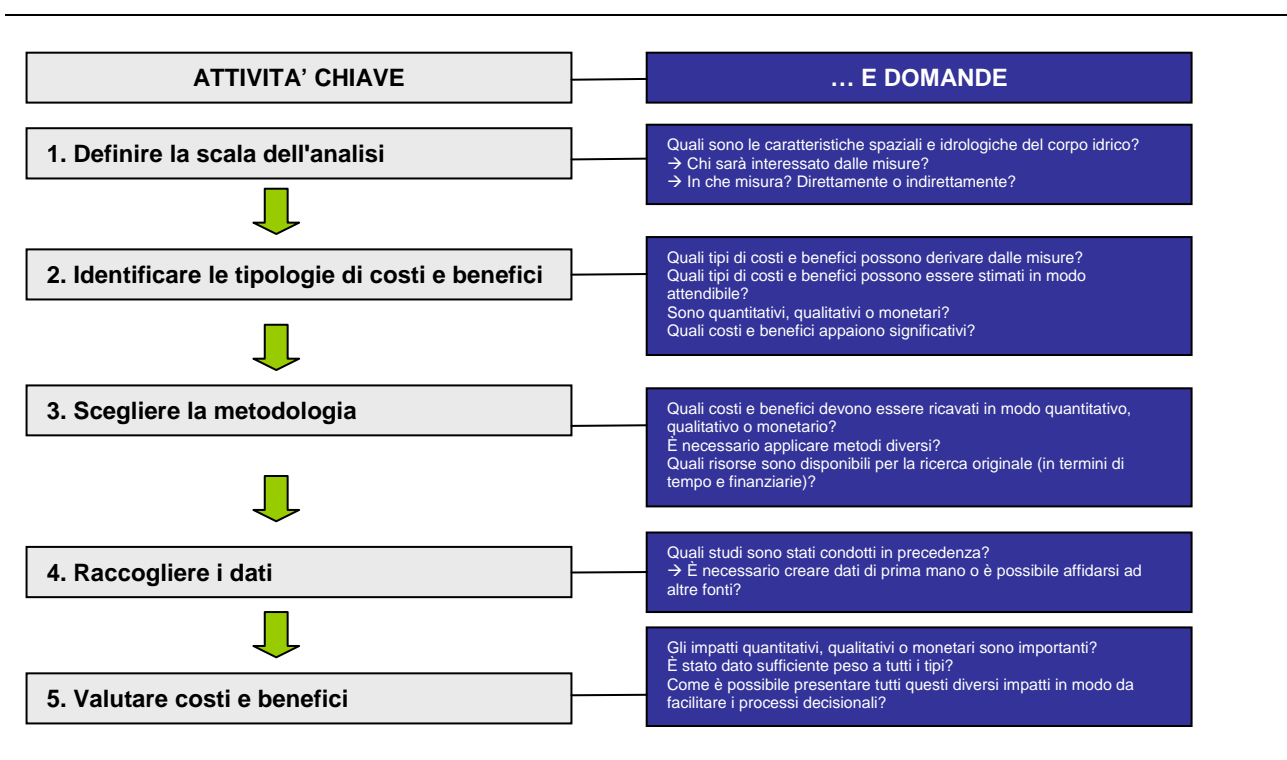 ATTIVITA’ CHIAVE
… E DOMANDE
1. Definire la scala dell'analisi
Quali sono le caratteristiche spaziali e idrologiche del corpo idrico?
→ Chi sarà interessato dalle misure?
→ In che misura? Direttamente o indirettamente?
2. Identificare le tipologie di costi e benefici
Quali tipi di costi e benefici possono derivare dalle misure?
Quali tipi di costi e benefici possono essere stimati in modo
attendibile?
Sono quantitativi, qualitativi o monetari?
Quali costi e benefici appaiono significativi?
3. Scegliere la metodologia
Quali costi e benefici devono essere ricavati in modo quantitativo,
qualitativo o monetario?
È necessario applicare metodi diversi?
Quali risorse sono disponibili per la ricerca originale (in termini di
tempo e finanziarie)?
4. Raccogliere i dati
Quali studi sono stati condotti in precedenza?
→ È necessario creare dati di prima mano o è possibile affidarsi ad
altre fonti?
5. Valutare costi e benefici
Gli impatti quantitativi, qualitativi o monetari sono importanti?
È stato dato sufficiente peso a tutti i tipi?
Come è possibile presentare tutti questi diversi impatti in modo da
facilitare i processi decisionali?